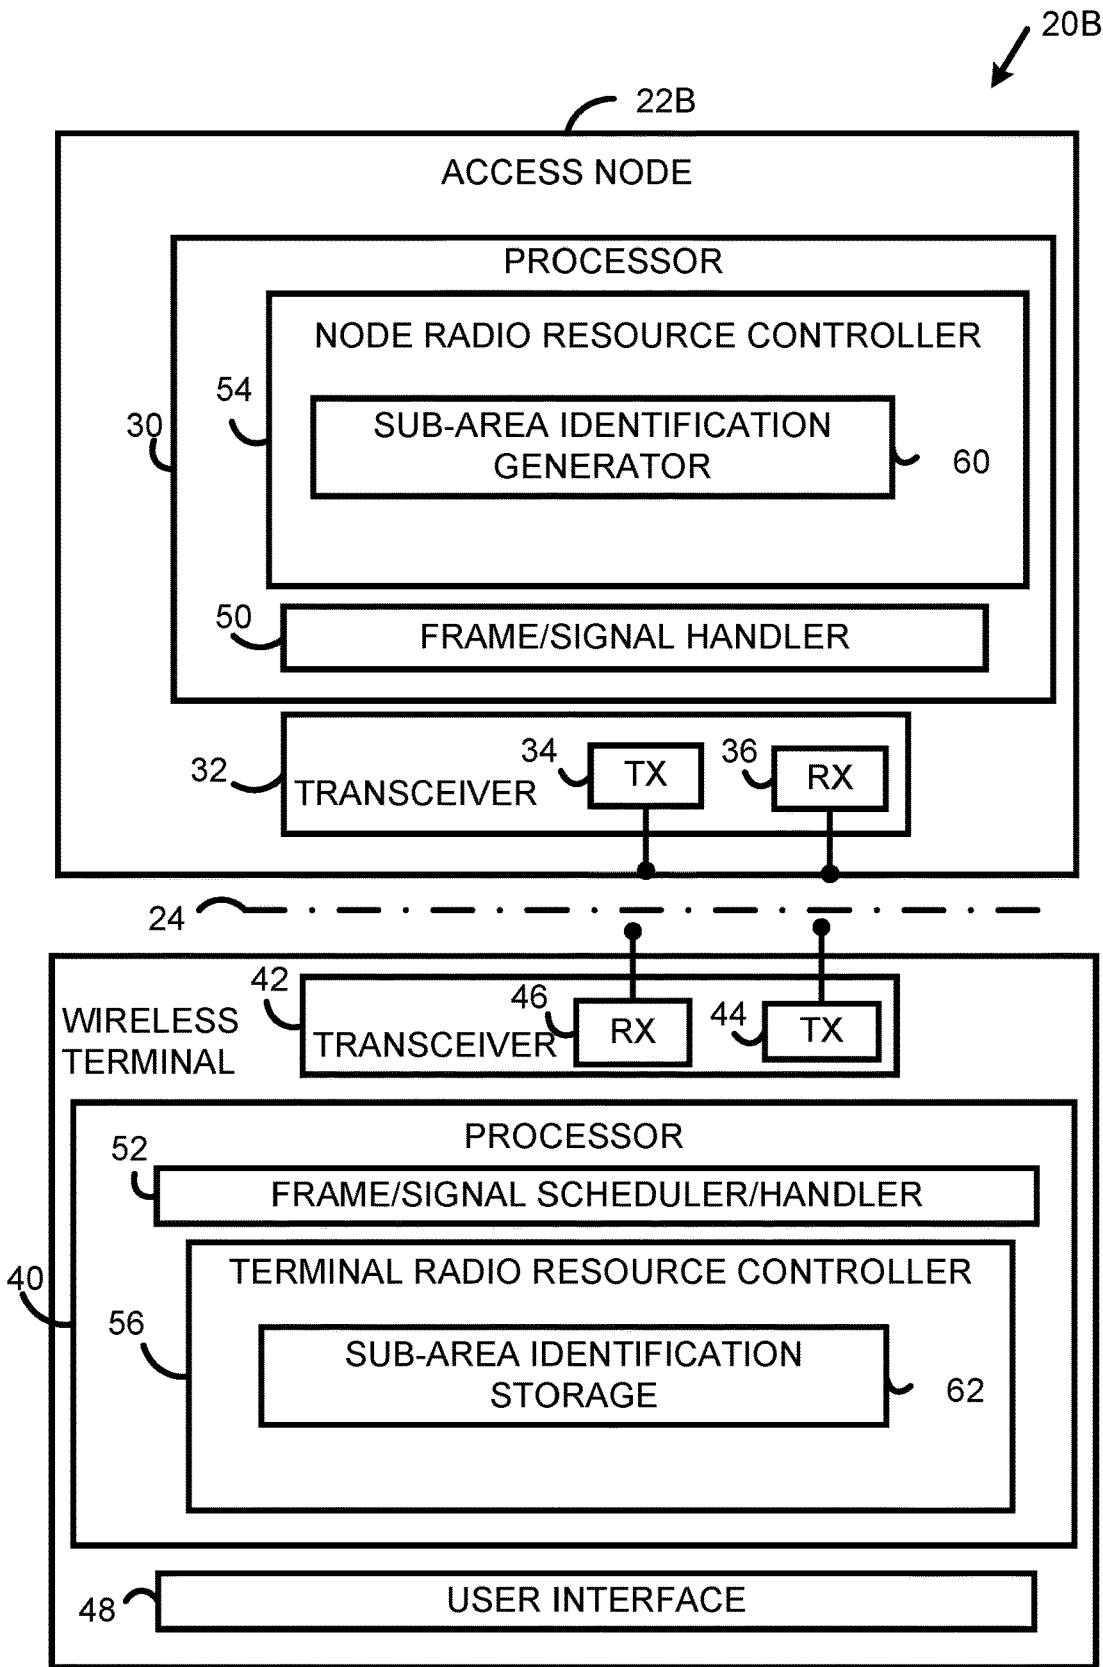 20B
22B
ACCESS NODE
PROCESSOR
NODE RADIO RESOURCE CONTROLLER
54
30
SUB-AREA IDENTIFICATION
GENERATOR
60
50
FRAME/SIGNAL HANDLER
32
TRANSCEIVER
34
TX
36
RX
24
WIRELESS
TERMINAL
42
TRANSCEIVER
46
RX
44
TX
PROCESSOR
52
FRAME/SIGNAL SCHEDULER/HANDLER
40
TERMINAL RADIO RESOURCE CONTROLLER
56
SUB-AREA IDENTIFICATION
STORAGE
62
48
USER INTERFACE